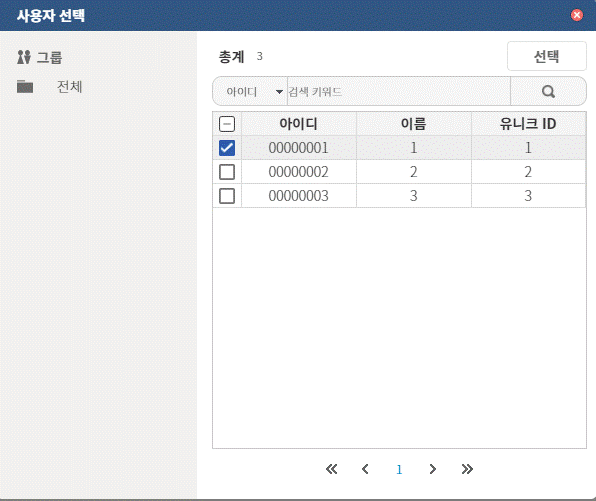 사용자 선택
그룹
전체
총계 3
선택
아이디 검색 키워드
아이디 이름 유니크 ID
00000001 1 1
00000002 2 2
00000003 3 3
1